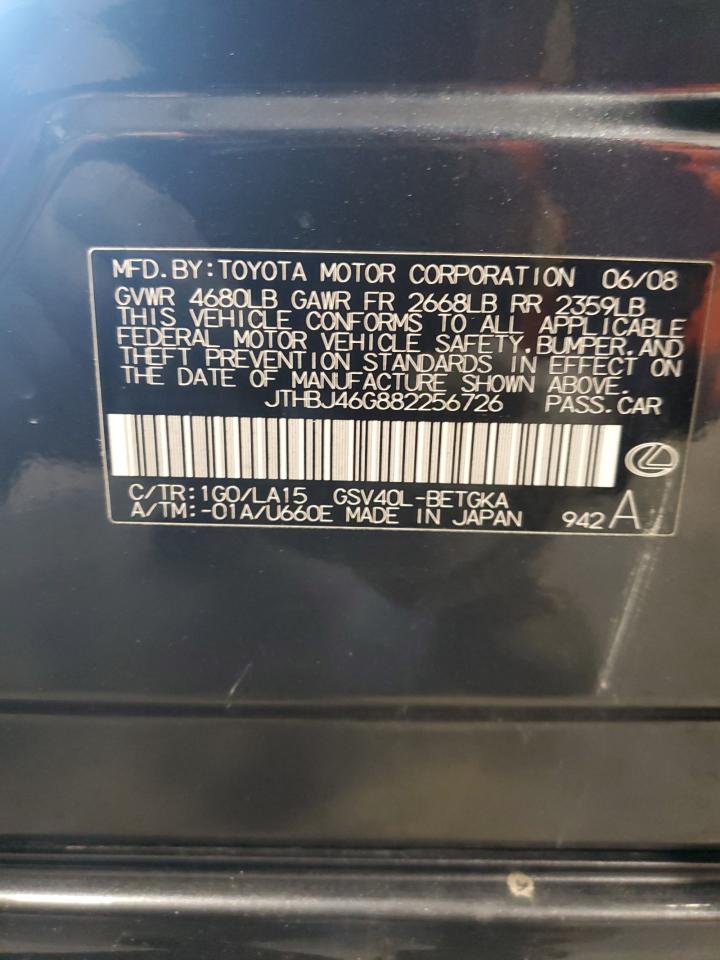 MFD.BY:TOYOTA MOTOR CORPORATION 06/08
GVWR 4680LB GAWR FR 2668LB RR 2359LB
THIS VEHICLE CONFORMS TO ALL APPLICABLE
FEDERAL MOTOR VEHICLE SAFETY,BUMPER,AND
THEFT PREVENTION STANDARDS IN EFFECT ON
THE DATE OF MANUFACTURE SHOWN ABOVE.
JTHBJ46G882256726 PASS.CAR
C/TR:1G0/LA15 GSV40L-BETGKA
A/TM:-01A/U660E MADE IN JAPAN 942 A